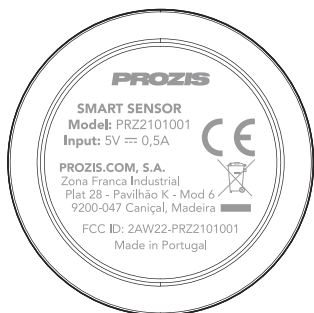 PROZIS
SMART SENSOR
Model: PRZ2101001
Input: 5V ⎓ 0,5A
CE
PROZIS.COM, S.A.
Zona Franca Industrial
Plat 28 - Pavilhão K - Mod 6
9200-047 Caniçal, Madeira
FCC ID: 2AW22-PRZ2101001
Made in Portugal